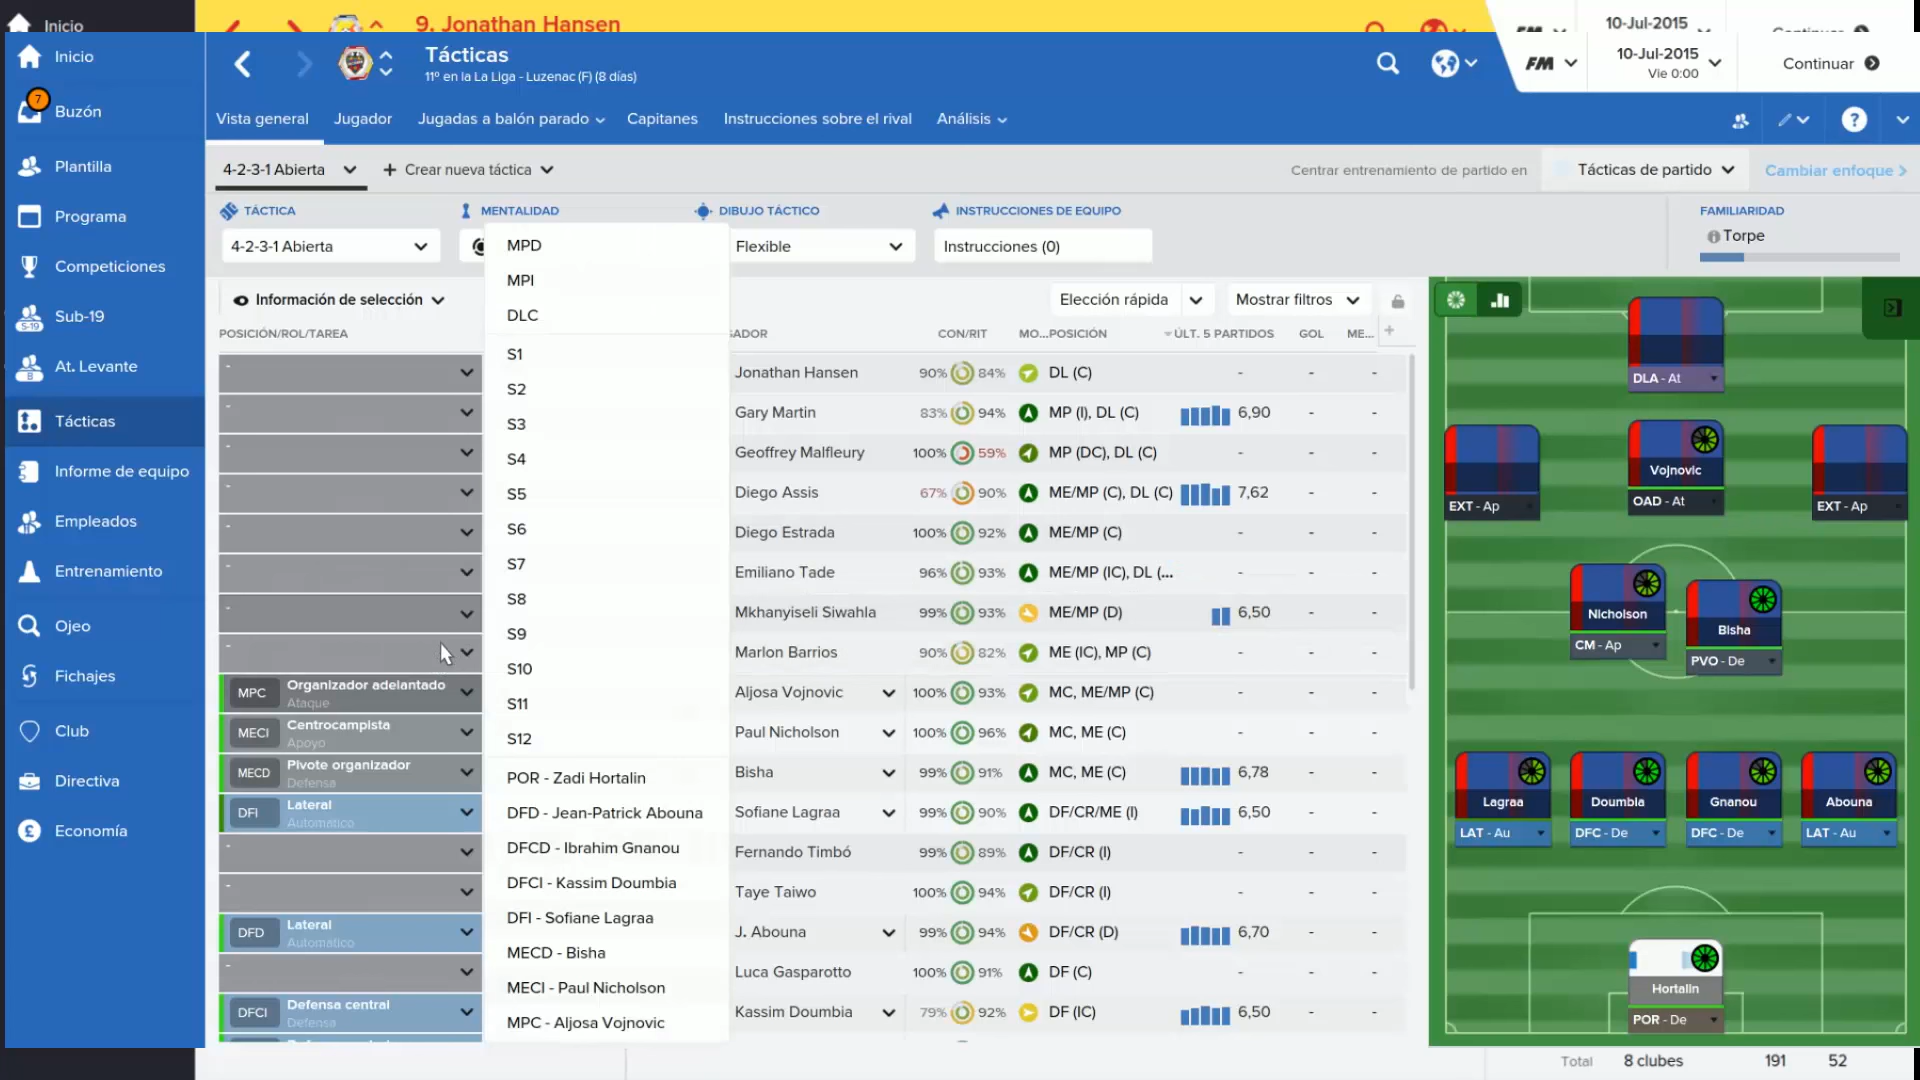 Inicio
9. Jonathan Hansen
10-Jul-2015
Inicio
Tácticas
11º en la La Liga - Luzenac (F) (8 días)
FM
10-Jul-2015
Vie 0:00
Continuar
7
Buzón
Vista general
Jugador
Jugadas a balón parado
Capitanes
Instrucciones sobre el rival
Análisis
?
Plantilla
Programa
Competiciones
S-19
Sub-19
At. Levante
Tácticas
Informe de equipo
Empleados
Entrenamiento
Ojeo
Fichajes
Club
Directiva
£
Economía
4-2-3-1 Abierta
+ Crear nueva táctica
Centrar entrenamiento de partido en
Tácticas de partido
Cambiar enfoque >
TÁCTICA
MENTALIDAD
DIBUJO TÁCTICO
INSTRUCCIONES DE EQUIPO
FAMILIARIDAD
4-2-3-1 Abierta
Flexible
Instrucciones (0)
Torpe
Información de selección
Elección rápida
Mostrar filtros
POSICIÓN/ROL/TAREA
ADOR
CON/RIT
MO...
POSICIÓN
ÚLT. 5 PARTIDOS
GOL
ME...
+
MPD
MPI
DLC
S1
S2
S3
S4
S5
S6
S7
S8
S9
S10
S11
S12
POR - Zadi Hortalin
DFD - Jean-Patrick Abouna
DFCD - Ibrahim Gnanou
DFCI - Kassim Doumbia
DFI - Sofiane Lagraa
MECD - Bisha
MECI - Paul Nicholson
MPC - Aljosa Vojnovic
- Jonathan Hansen 90% 84% DL (C) - - -
- Gary Martin 83% 94% MP (I), DL (C) 6,90 - -
- Geoffrey Malfleury 100% 59% MP (DC), DL (C) - - -
- Diego Assis 67% 90% ME/MP (C), DL (C) 7,62 - -
- Diego Estrada 100% 92% ME/MP (C) - - -
- Emiliano Tade 96% 93% ME/MP (IC), DL (... - - -
- Mkhanyiseli Siwahla 99% 93% ME/MP (D) 6,50 - -
- Marlon Barrios 90% 82% ME (IC), MP (C) - - -
MPC Organizador adelantado Ataque Aljosa Vojnovic 100% 93% MC, ME/MP (C) - - -
MECI Centrocampista Apoyo Paul Nicholson 100% 96% MC, ME (C) - - -
MECD Pivote organizador Defensa Bisha 99% 91% MC, ME (C) 6,78 - -
DFI Lateral Automático Sofiane Lagraa 99% 90% DF/CR/ME (I) 6,50 - -
- Fernando Timbó 99% 89% DF/CR (I) - - -
- Taye Taiwo 100% 94% DF/CR (I) - - -
DFD Lateral Automático J. Abouna 99% 94% DF/CR (D) 6,70 - -
- Luca Gasparotto 100% 91% DF (C) - - -
DFCI Defensa central Defensa Kassim Doumbia 79% 92% DF (IC) 6,50 - -
DLA - At
EXT - Ap
Vojnovic
OAD - At
EXT - Ap
Nicholson
CM - Ap
Bisha
PVO - De
Lagraa
LAT - Au
Doumbia
DFC - De
Gnanou
DFC - De
Abouna
LAT - Au
Hortalin
POR - De
Total 8 clubes 191 52